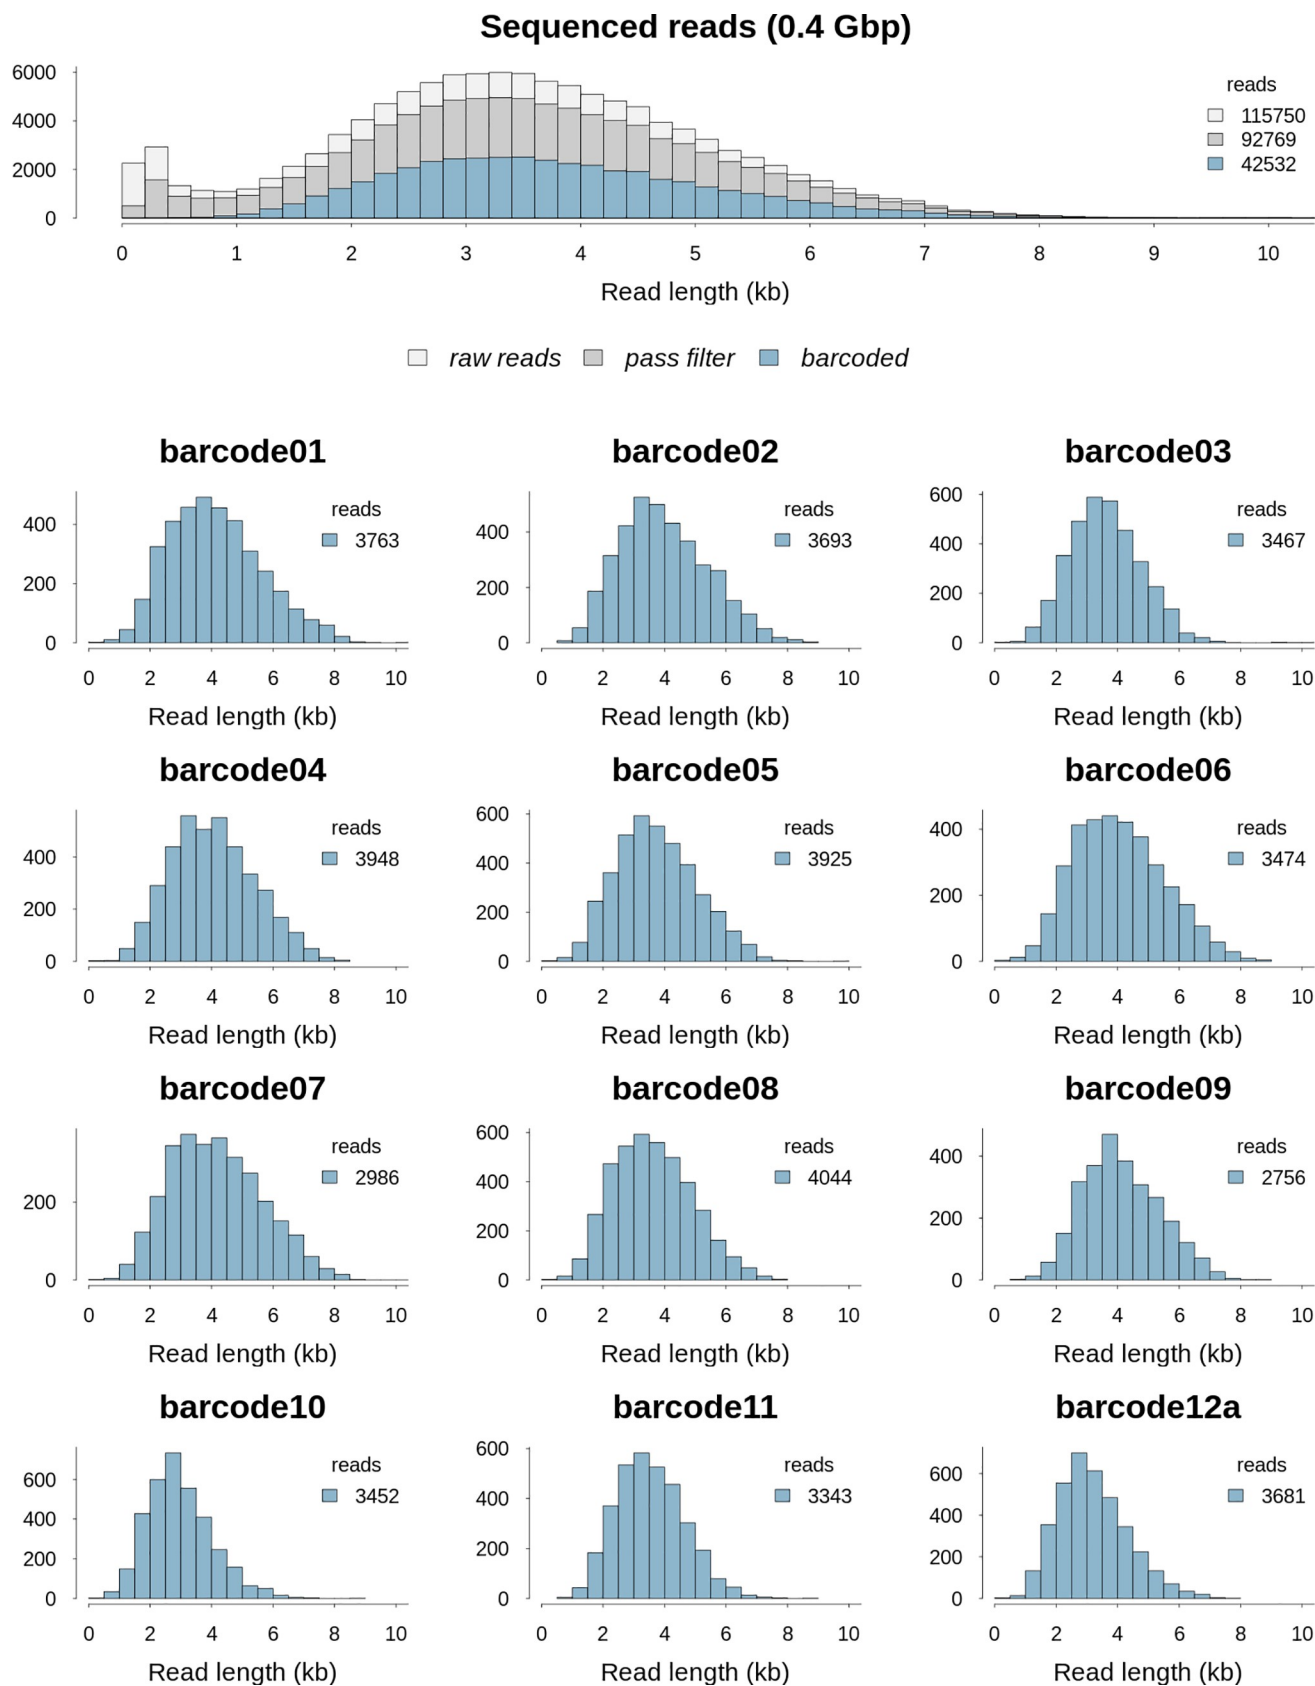 Sequenced reads (0.4 Gbp)
6000
4000
2000
0
reads
115750
92769
42532
0 1 2 3 4 5 6 7 8 9 10
Read length (kb)
raw reads pass filter barcoded
barcode01
400
200
0
reads
3763
0 2 4 6 8 10
Read length (kb)
barcode02
400
200
0
reads
3693
0 2 4 6 8 10
Read length (kb)
barcode03
600
400
200
0
reads
3467
0 2 4 6 8 10
Read length (kb)
barcode04
400
200
0
reads
3948
0 2 4 6 8 10
Read length (kb)
barcode05
600
400
200
0
reads
3925
0 2 4 6 8 10
Read length (kb)
barcode06
400
200
0
reads
3474
0 2 4 6 8 10
Read length (kb)
barcode07
200
0
reads
2986
0 2 4 6 8 10
Read length (kb)
barcode08
600
400
200
0
reads
4044
0 2 4 6 8 10
Read length (kb)
barcode09
400
200
0
reads
2756
0 2 4 6 8 10
Read length (kb)
barcode10
600
400
200
0
reads
3452
0 2 4 6 8 10
Read length (kb)
barcode11
600
400
200
0
reads
3343
0 2 4 6 8 10
Read length (kb)
barcode12a
600
400
200
0
reads
3681
0 2 4 6 8 10
Read length (kb)